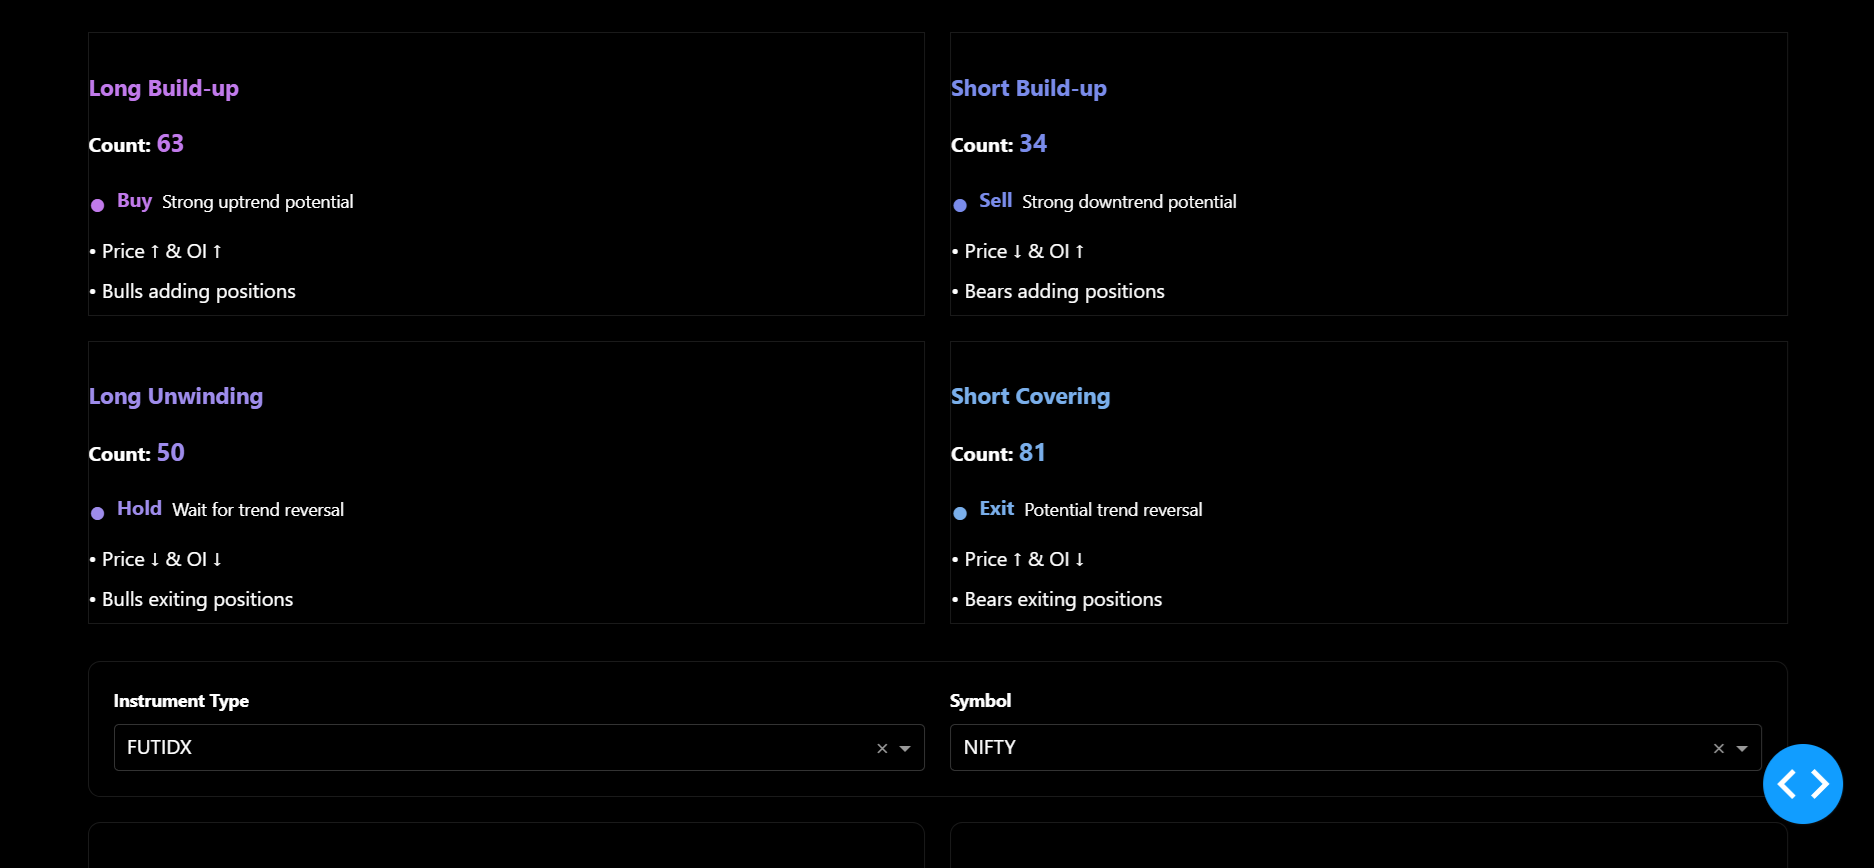 Long Build-up
Count: 63
Buy Strong uptrend potential
• Price ↑ & OI ↑
• Bulls adding positions
Short Build-up
Count: 34
Sell Strong downtrend potential
• Price ↓ & OI ↑
• Bears adding positions
Long Unwinding
Count: 50
Hold Wait for trend reversal
• Price ↓ & OI ↓
• Bulls exiting positions
Short Covering
Count: 81
Exit Potential trend reversal
• Price ↑ & OI ↓
• Bears exiting positions
Instrument Type
FUTIDX
Symbol
NIFTY